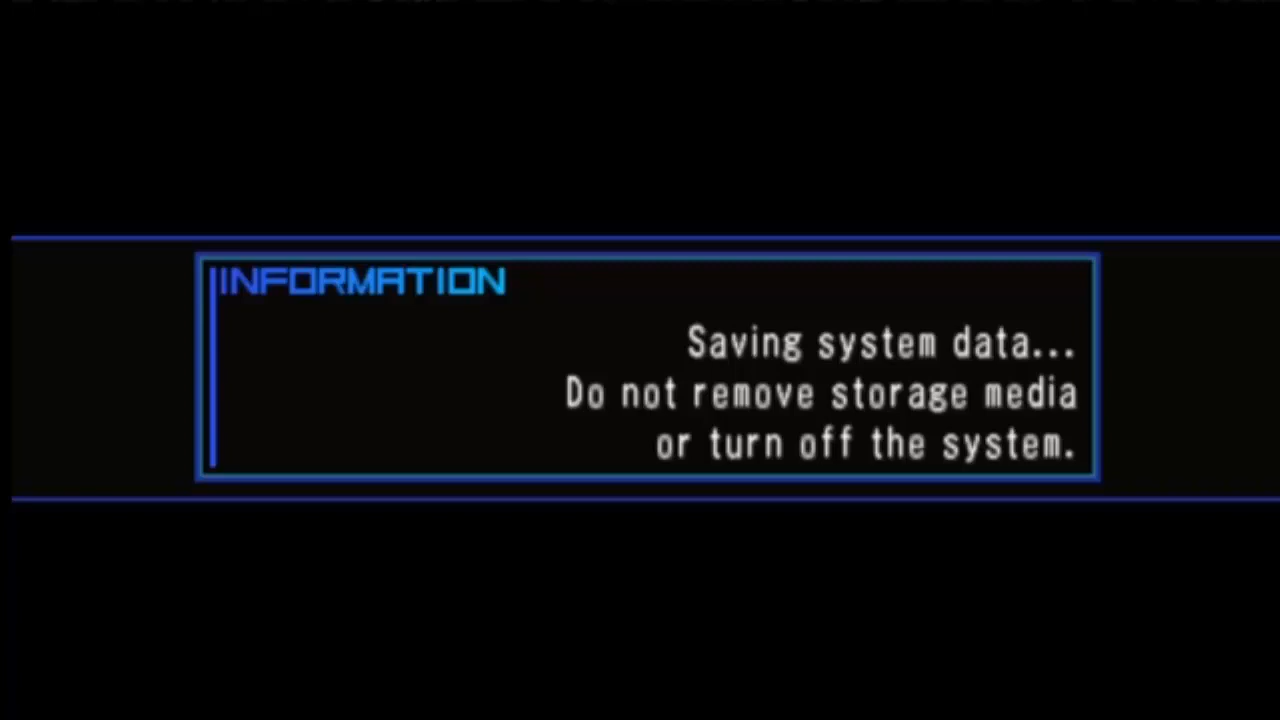 INFORMATION
Saving system data...
Do not remove storage media
or turn off the system.